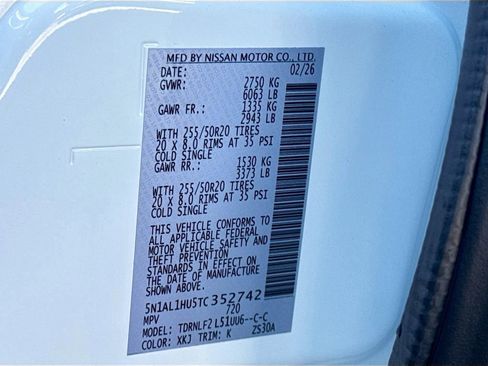 MFD BY NISSAN MOTOR CO., LTD.
DATE: 02/26
GVWR: 2750 KG
6063 LB
GAWR FR.: 1335 KG
2943 LB
WITH 255/50R20 TIRES
20 X 8.0 RIMS AT 35 PSI
COLD SINGLE
GAWR RR.: 1530 KG
3373 LB
WITH 255/50R20 TIRES
20 X 8.0 RIMS AT 35 PSI
COLD SINGLE
THIS VEHICLE CONFORMS TO
ALL APPLICABLE FEDERAL
MOTOR VEHICLE SAFETY AND
THEFT PREVENTION
STANDARDS IN EFFECT ON
THE DATE OF MANUFACTURE
SHOWN ABOVE.
5N1AL1HU5TC352742
MPV 720
MODEL: TDRNLF2 L51UU6--C-C
COLOR: XKJ TRIM: K ZS30A